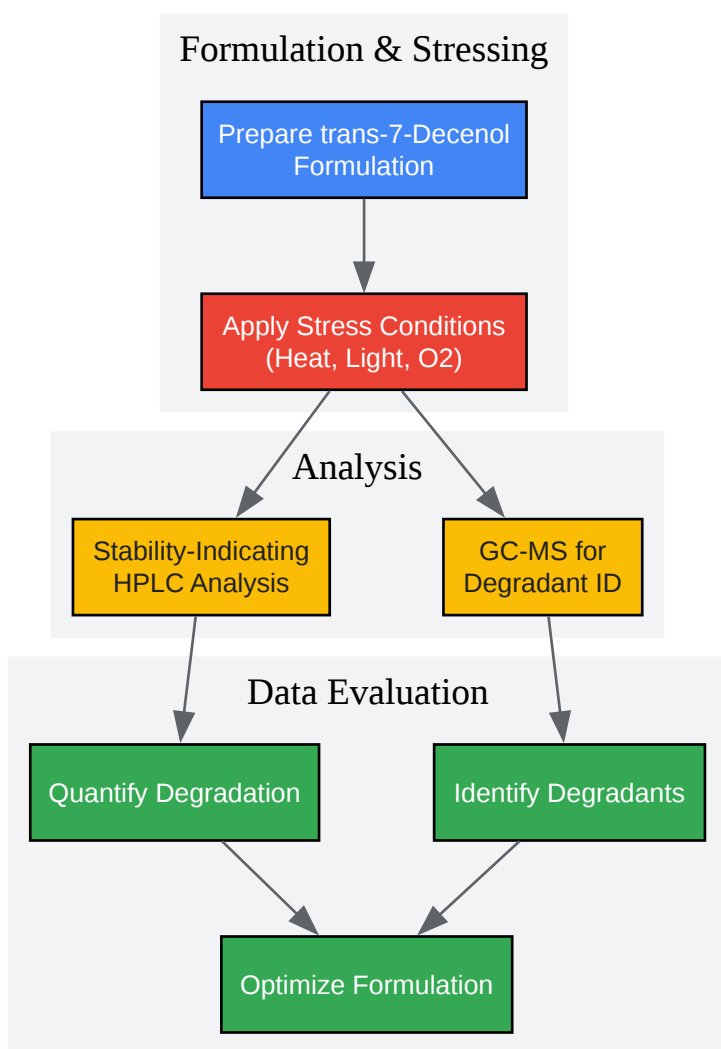 Formulation & Stressing
Prepare trans-7-Decenol
Formulation
Apply Stress Conditions
(Heat, Light, O2)
Analysis
Stability-Indicating
HPLC Analysis
GC-MS for
Degradant ID
Data Evaluation
Quantify Degradation
Identify Degradants
Optimize Formulation